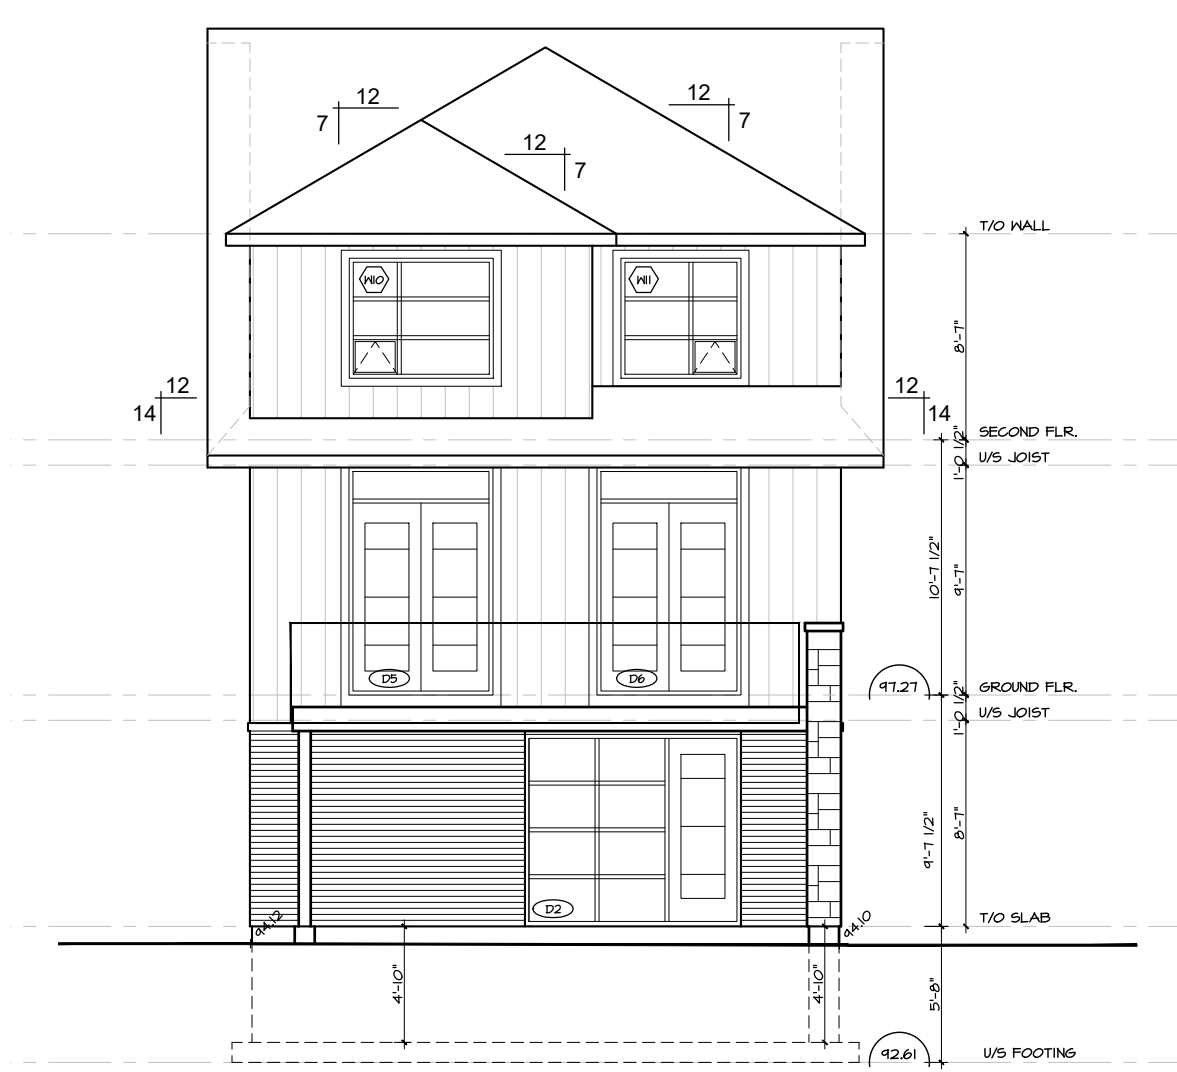 12
7
12
7
12
7
T/O WALL
W10
W11
8'-7"
12
14
12
14
SECOND FLR.
1'-0 1/2"
U/S JOIST
10'-7 1/2"
9'-7"
D5
D6
97.27
GROUND FLR.
1'-0 1/2"
U/S JOIST
9'-7 1/2"
8'-7"
D2
94.12
94.10
T/O SLAB
4'-10"
4'-10"
5'-8"
92.61
U/S FOOTING